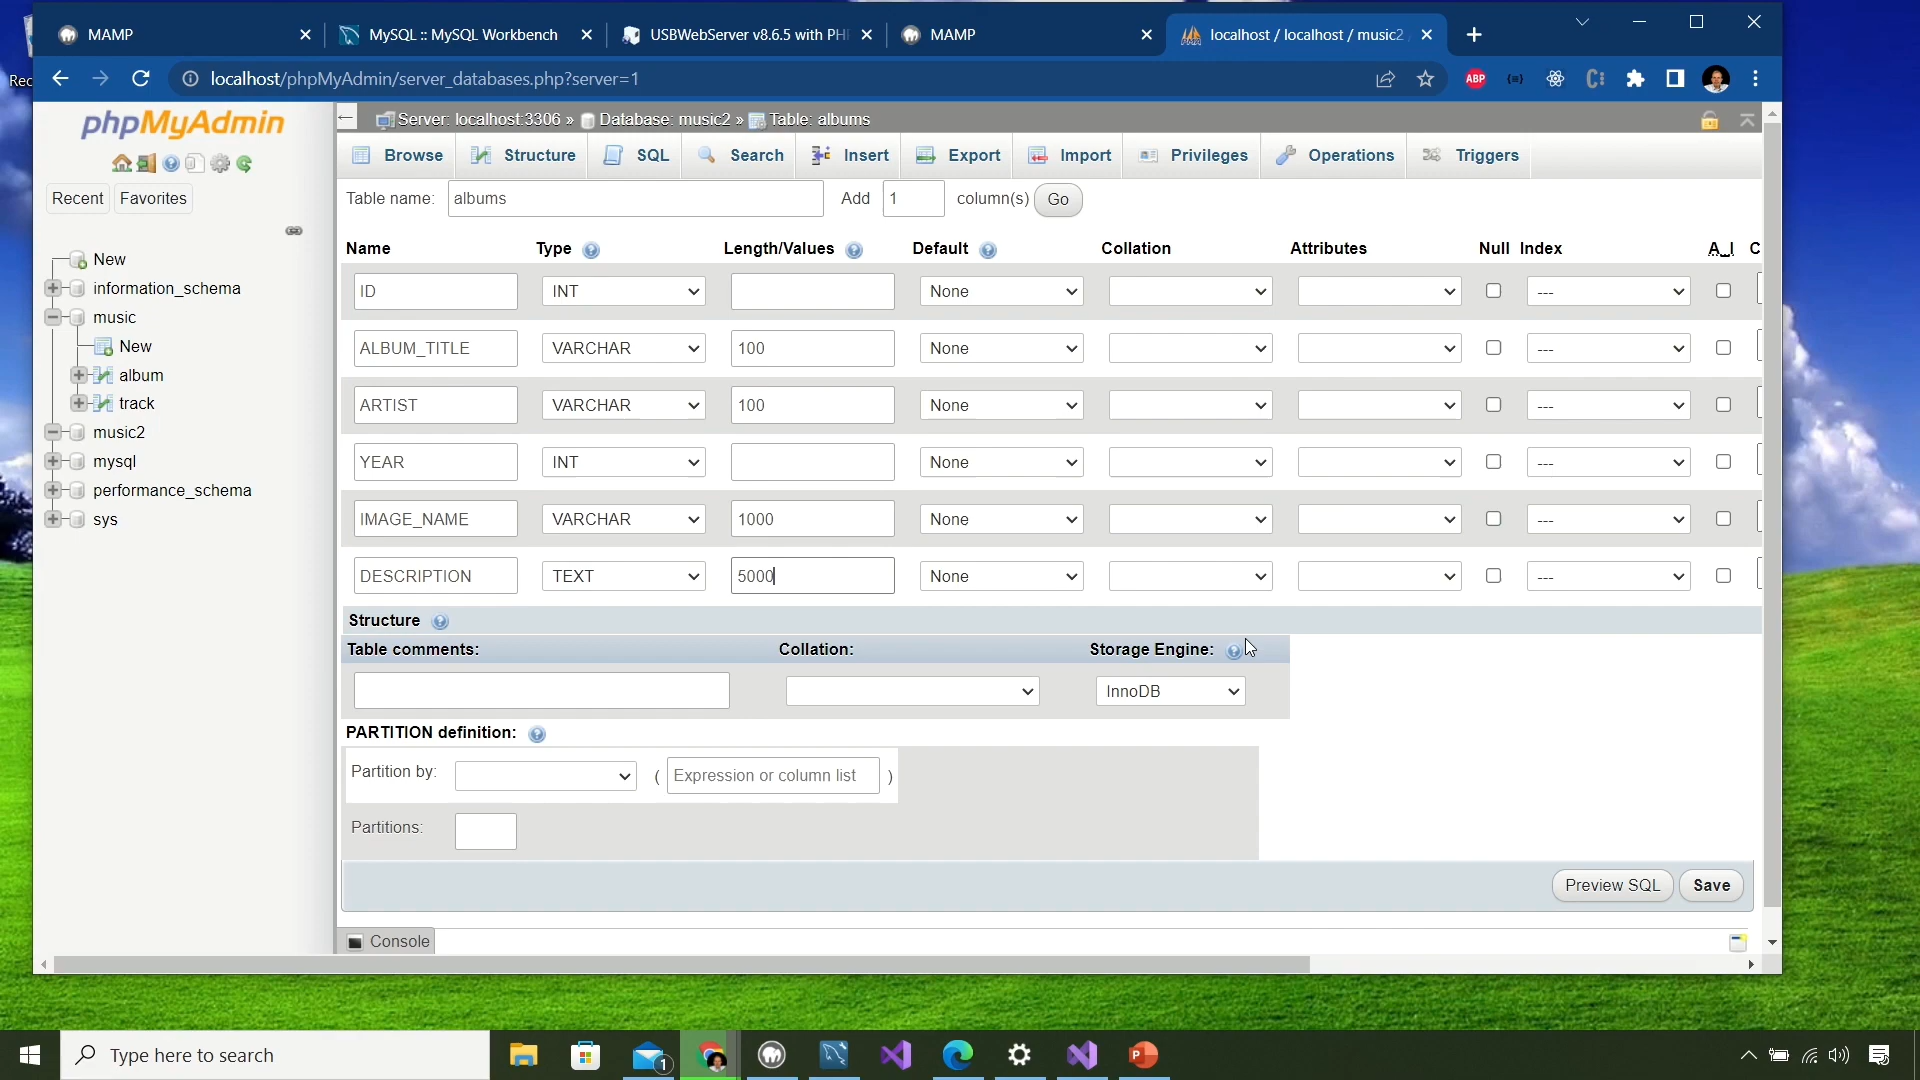 MAMP
MySQL :: MySQL Workbench
USBWebServer v8.6.5 with PH
MAMP
localhost / localhost / music2
localhost/phpMyAdmin/server_databases.php?server=1
ABP
phpMyAdmin
Server: localhost:3306 » Database: music2 » Table: albums
Browse Structure SQL Search Insert Export Import Privileges Operations Triggers
Recent Favorites
Table name: albums Add 1 column(s) Go
Name Type Length/Values Default Collation Attributes Null Index A_I C
New
information_schema
music
New
album
track
music2
mysql
performance_schema
sys
ID INT None ---
ALBUM_TITLE VARCHAR 100 None ---
ARTIST VARCHAR 100 None ---
YEAR INT None ---
IMAGE_NAME VARCHAR 1000 None ---
DESCRIPTION TEXT 5000 None ---
Structure
Table comments: Collation: Storage Engine:
InnoDB
PARTITION definition:
Partition by: ( Expression or column list )
Partitions:
Preview SQL Save
Console
Type here to search
1